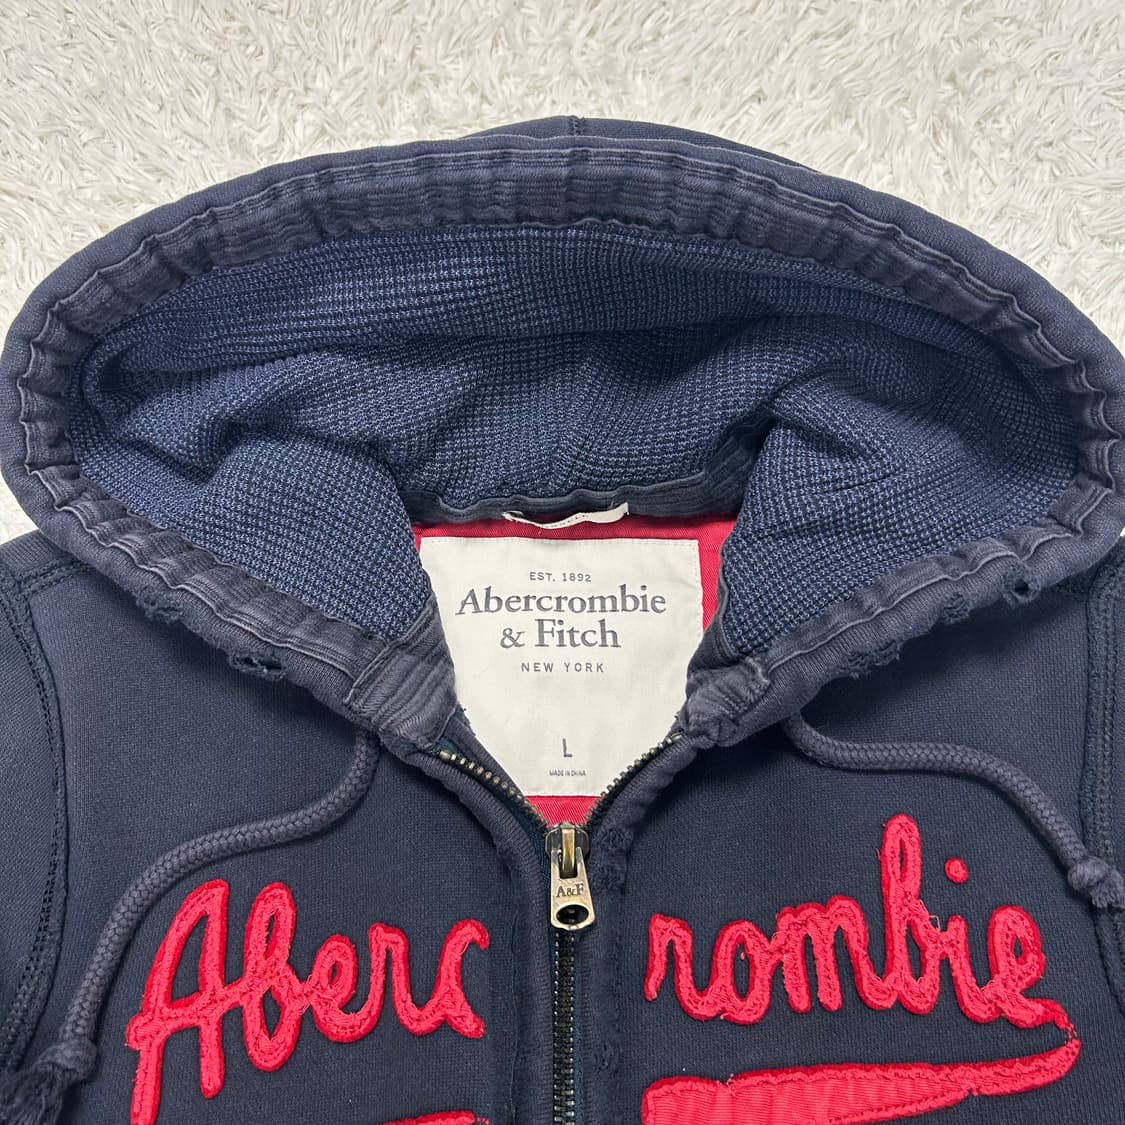 EST. 1892
Abercrombie
& Fitch
NEW YORK
L
MADE IN CHINA
A&F
Abercrombie